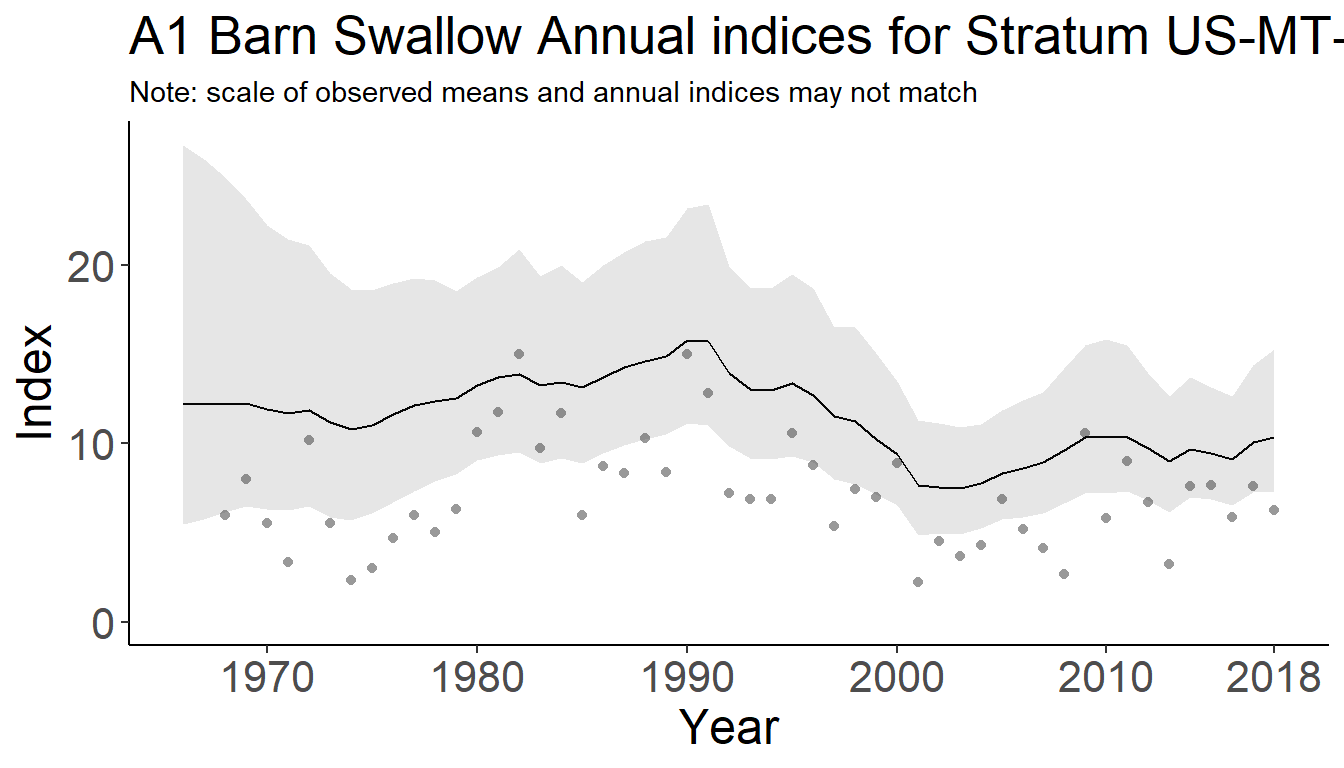 A1 Barn Swallow Annual indices for Stratum US-MT-
Note: scale of observed means and annual indices may not match
Index
20
10
0
1970 1980 1990 2000 2010 2018
Year